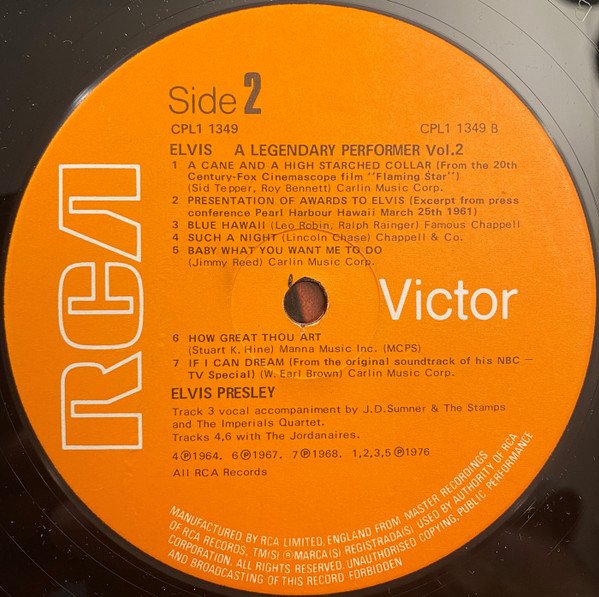 Side 2
CPL1 1349 CPL1 1349 B
ELVIS A LEGENDARY PERFORMER Vol.2
1 A CANE AND A HIGH STARCHED COLLAR (From the 20th
Century-Fox Cinemascope film "Flaming Star")
(Sid Tepper, Roy Bennett) Carlin Music Corp.
2 PRESENTATION OF AWARDS TO ELVIS (Excerpt from press
conference Pearl Harbour Hawaii March 25th 1961)
3 BLUE HAWAII (Leo Robin, Ralph Rainger) Famous Chappell
4 SUCH A NIGHT (Lincoln Chase) Chappell & Co.
5 BABY WHAT YOU WANT ME TO DO
(Jimmy Reed) Carlin Music Corp.
RCA
Victor
6 HOW GREAT THOU ART
(Stuart K. Hine) Manna Music Inc. (MCPS)
7 IF I CAN DREAM (From the original soundtrack of his NBC –
TV Special) (W. Earl Brown) Carlin Music Corp.
ELVIS PRESLEY
Track 3 vocal accompaniment by J.D.Sumner & The Stamps
and The Imperials Quartet.
Tracks 4,6 with The Jordanaires.
4 ℗ 1964. 6 ℗ 1967. 7 ℗ 1968. 1,2,3,5 ℗ 1976
All RCA Records
MANUFACTURED BY RCA LIMITED, ENGLAND FROM MASTER RECORDINGS
OF RCA RECORDS, TM(S) ® MARCA(S) REGISTRADA(S). USED BY AUTHORITY OF RCA
CORPORATION. ALL RIGHTS RESERVED. UNAUTHORISED COPYING, PUBLIC PERFORMANCE
AND BROADCASTING OF THIS RECORD FORBIDDEN